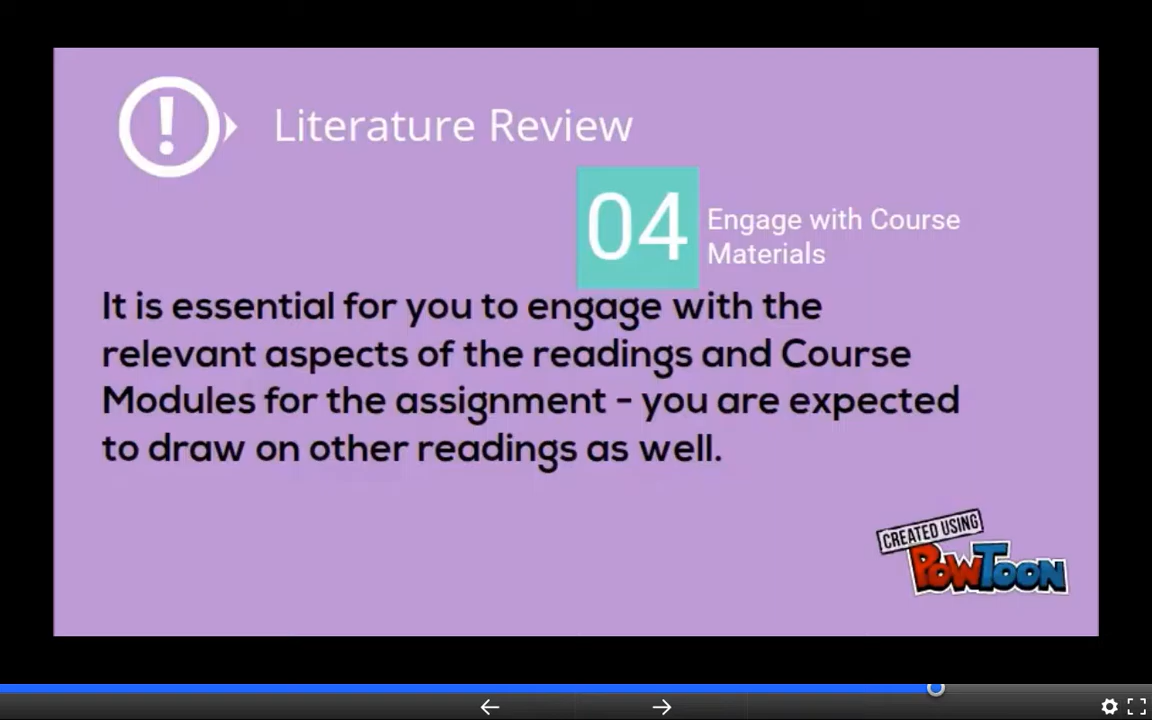 !
Literature Review
04
Engage with Course
Materials
It is essential for you to engage with the
relevant aspects of the readings and Course
Modules for the assignment - you are expected
to draw on other readings as well.
CREATED USING
POWTOON